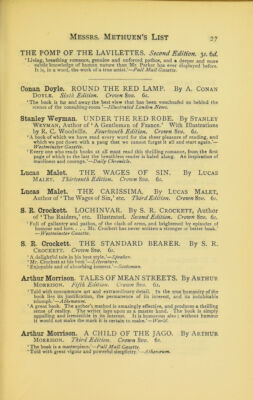 MESSRS. METHUEN'S LIST 27
THE POMP OF THE LAVILETTES. Second Edition. 3s. 6d.
'Living, breathing romance, genuine and unforced pathos, and a deeper and more
subtle knowledge of human nature than Mr. Parker has ever displayed before.
It is, in a word, the work of a true artist.'—Pall Mall Gazette.
Conan Doyle. ROUND THE RED LAMP. By A. CONAN
DOYLE. Sixth Edition. Crown 8vo. 6s.
'The book is far and away the best view that has been vouchsafed us behind the
scenes of the consulting-room.'—Illustrated London News.
Stanley Weyman. UNDER THE RED ROBE. By STANLEY
WEYMAN, Author of 'A Gentleman of France.' With Illustrations
by R. C. Woodville. Fourteenth Edition. Crown 8vo. 6s.
'A book of which we have read every word for the sheer pleasure of reading, and
which we put down with a pang that we cannot forget it all and start again.'—
Westminster Gazette.
'Every one who reads books at all must read this thrilling romance, from the first
page of which to the last the breathless reader is haled along. An inspiration of
manliness and courage.'—Daily Chronicle.
Lucas Malet. THE WAGES OF SIN. By LUCAS
MALET. Thirteenth Edition. Crown 8vo. 6s.
Lucas Malet. THE CARISSIMA. By LUCAS MALET,
Author of 'The Wages of Sin,' etc. Third Edition. Crown 8vo. 6s.
S. R. Crockett. LOCHINVAR. By S. R. CROCKETT, Author
of 'The Raiders,' etc. Illustrated. Second Edition. Crown 8vo. 6s.
'Full of gallantry and pathos, of the clash of arms, and brightened by episodes of
humour and love. . . . Mr. Crockett has never written a stronger or better book.'
—Westminster Gazette.
S. R. Crockett. THE STANDARD BEARER. By S. R.
CROCKETT. Crown 8vo. 6s.
'A delightful tale in his best style.'—Speaker.
'Mr. Crockett at his best.'—Literature.
'Enjoyable and of absorbing interest.'—Scotsman.
Arthur Morrison. TALES OF MEAN STREETS. By ARTHUR
MORRISON. Fifth Edition. Crown 8vo. 6s.
'Told with consummate art and extraordinary detail. In the true humanity of the
book lies its justification, the permanence of its interest, and its indubitable
triumph.'—Athenæum.
'A great book. The author's method is amazingly effective, and produces a thrilling
sense of reality. The writer lays upon us a master hand. The book is simply
appalling and irresistible in its interest. It is humorous also; without humour
it would not make the mark it is certain to make.'—World.
Arthur Morrison. A CHILD OF THE JAGO. By ARTHUR
MORRISON. Third Edition. Crown 8vo. 6s.
'The book is a masterpiece.'—Pall Mall Gazette.
'Told with great vigour and powerful simplicity.'—Athenæum.